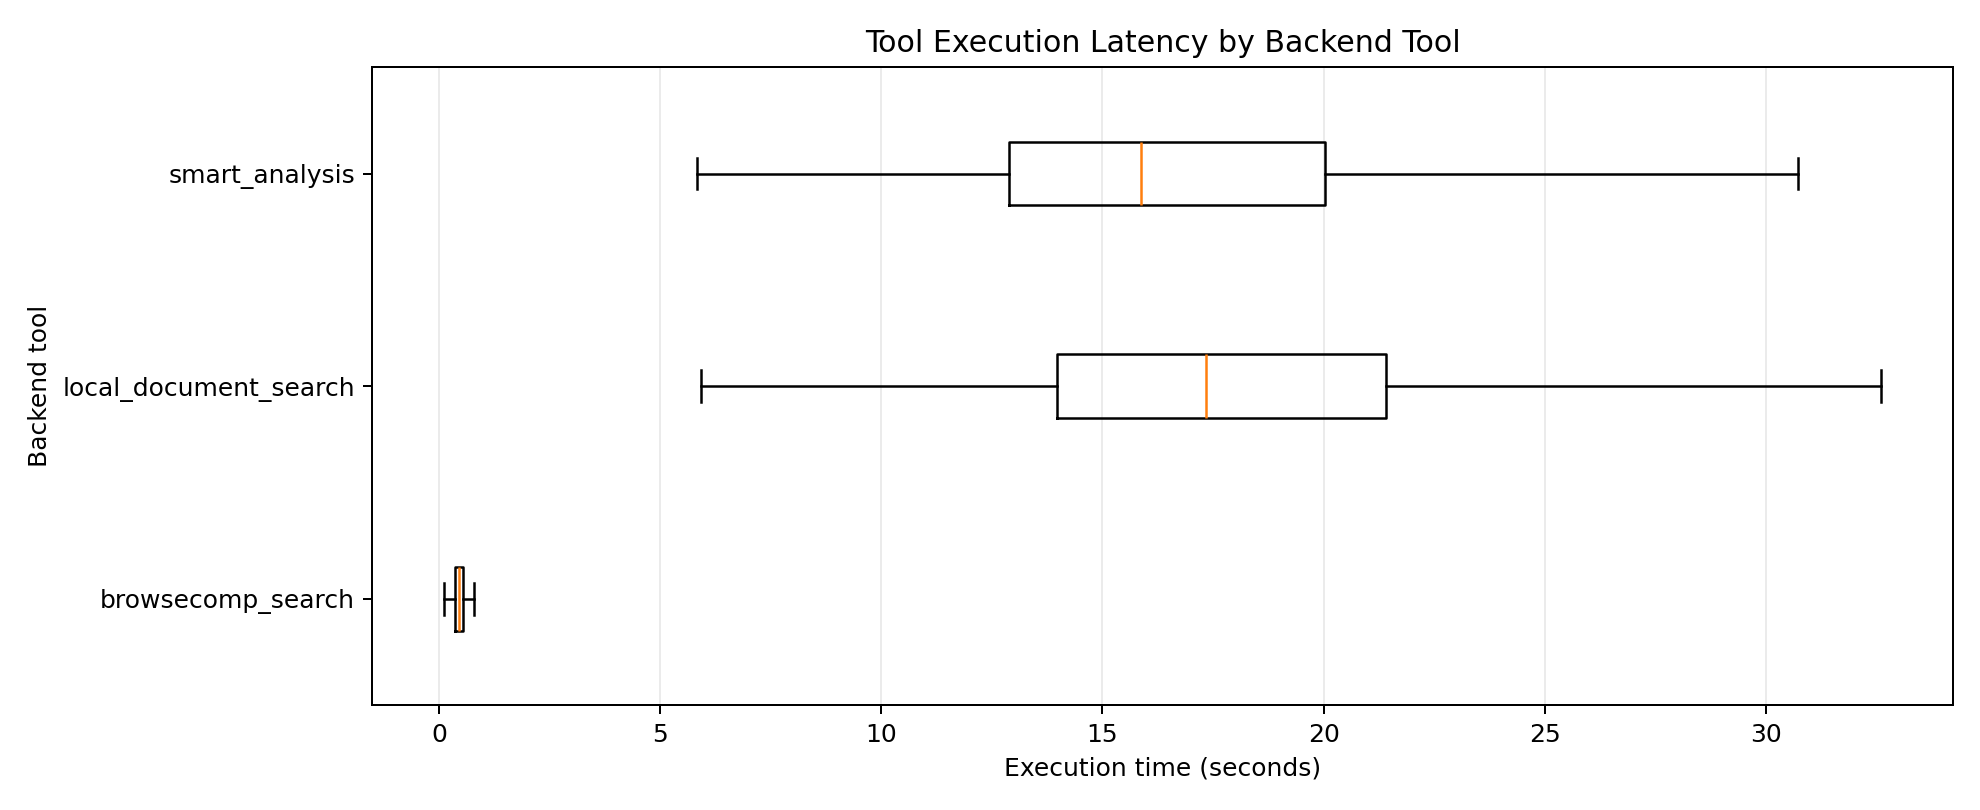 Tool Execution Latency by Backend Tool
Backend tool
smart_analysis
local_document_search
browsecomp_search
0 5 10 15 20 25 30
Execution time (seconds)